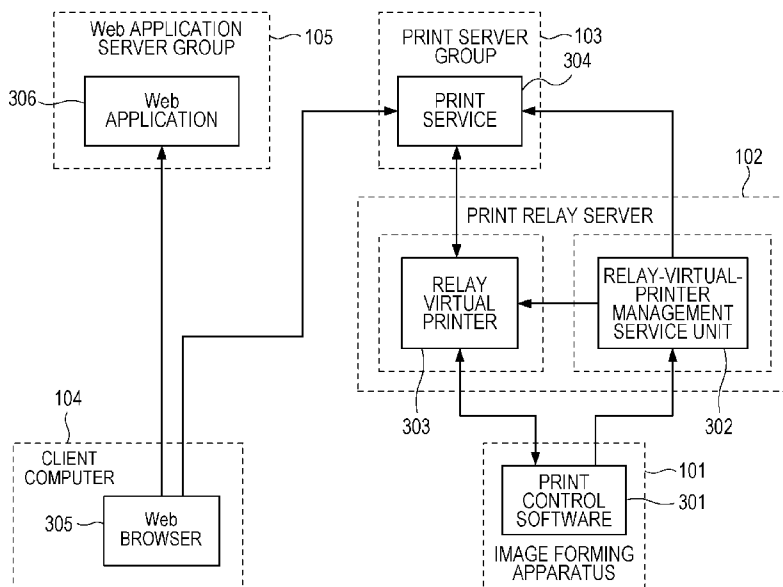 Web APPLICATION
SERVER GROUP
105
306
Web
APPLICATION
PRINT SERVER
GROUP
103
304
PRINT
SERVICE
102
PRINT RELAY SERVER
RELAY
VIRTUAL
PRINTER
RELAY-VIRTUAL-
PRINTER
MANAGEMENT
SERVICE UNIT
303
302
104
CLIENT
COMPUTER
305
Web
BROWSER
101
PRINT
CONTROL
SOFTWARE
301
IMAGE FORMING
APPARATUS